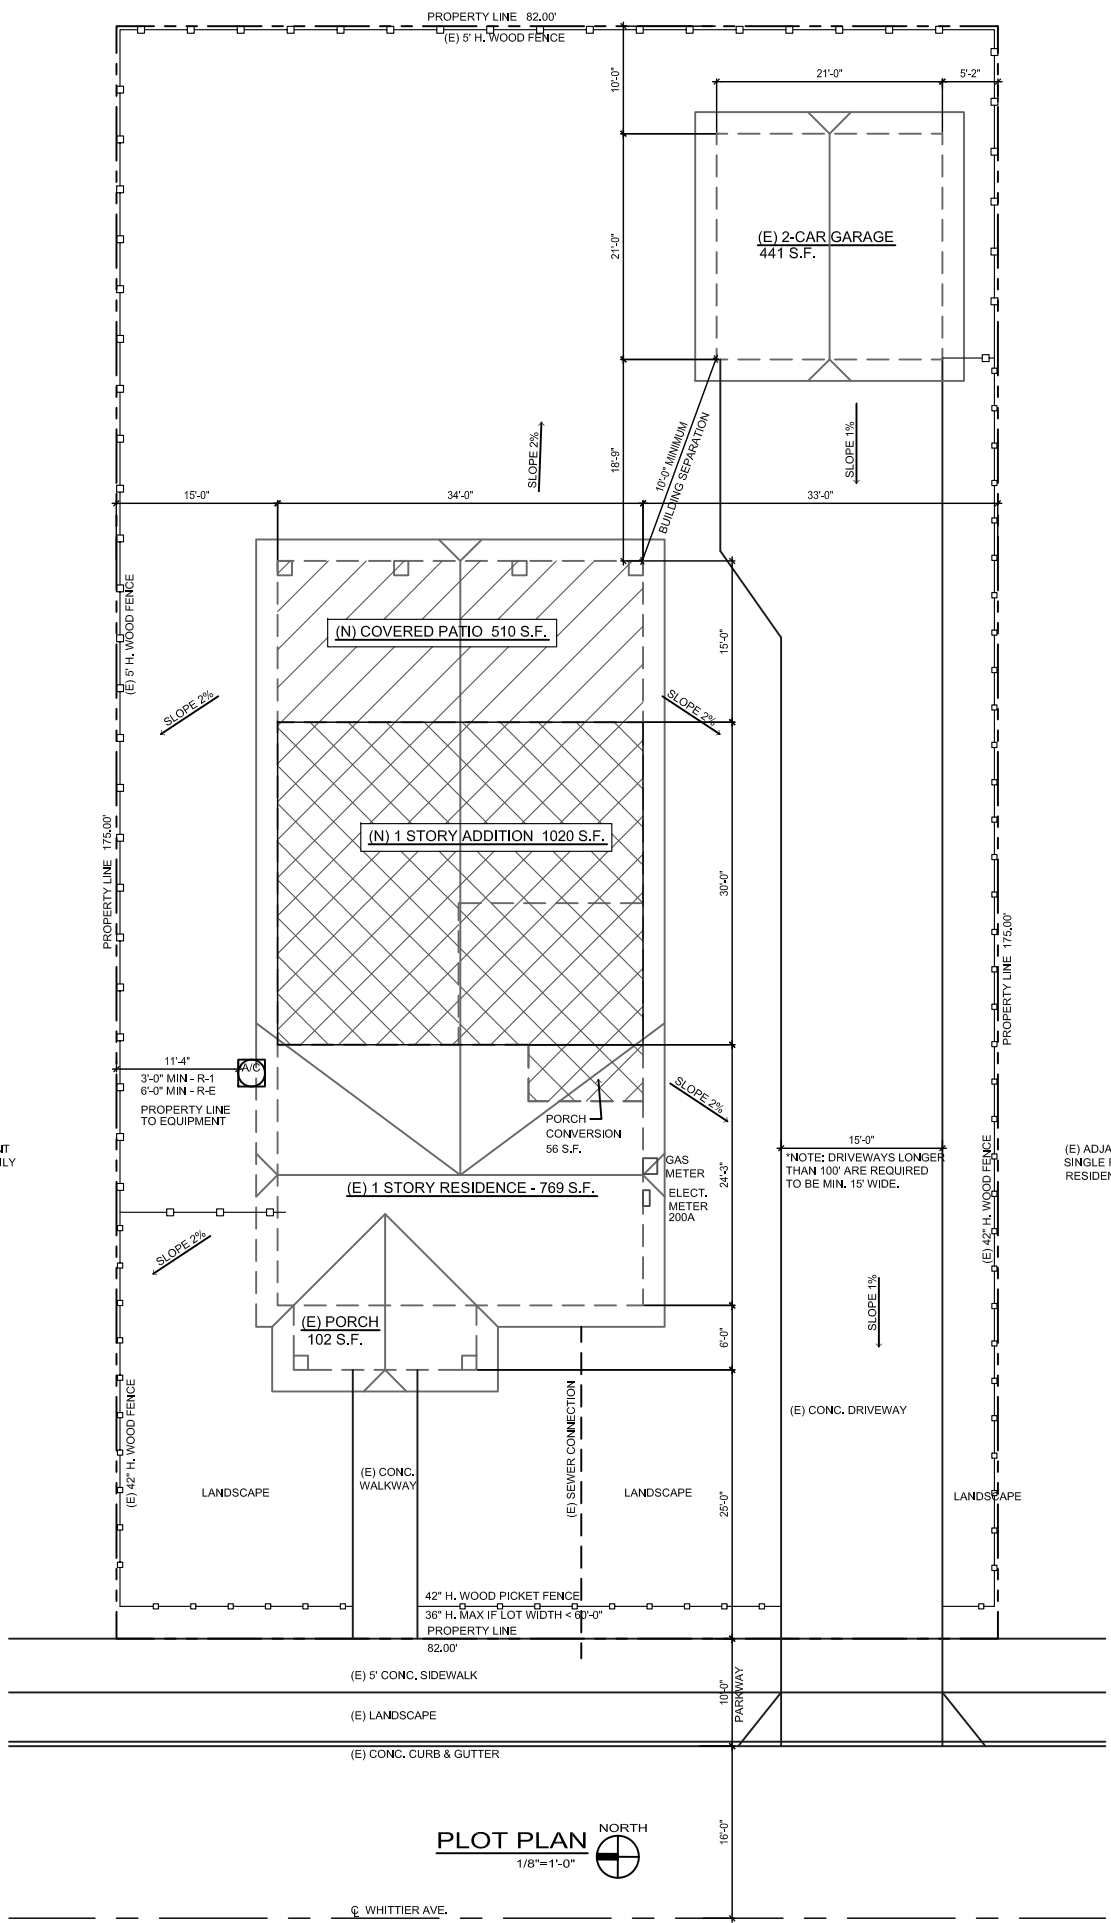 PROPERTY LINE 82.00'
(E) 5' H. WOOD FENCE
21'-0"
5'-2"
10'-0"
(E) 2-CAR GARAGE
441 S.F.
21'-0"
SLOPE 2%
18'-9"
10'-0" MINIMUM
BUILDING SEPARATION
SLOPE 1%
15'-0"
34'-0"
33'-0"
(E) 5' H. WOOD FENCE
(N) COVERED PATIO 510 S.F.
15'-0"
SLOPE 2%
SLOPE 2%
PROPERTY LINE 175.00'
(N) 1 STORY ADDITION 1020 S.F.
30'-0"
PROPERTY LINE 175.00'
11'-4"
A/C
3'-0" MIN - R-1
6'-0" MIN - R-E
PROPERTY LINE
TO EQUIPMENT
SLOPE 2%
PORCH
CONVERSION
56 S.F.
NT
ILY
15'-0"
*NOTE: DRIVEWAYS LONGER
THAN 100' ARE REQUIRED
TO BE MIN. 15' WIDE.
(E) ADJA
SINGLE F
RESIDEN
GAS
METER
24'-3"
(E) 1 STORY RESIDENCE - 769 S.F.
ELECT.
METER
200A
(E) 42" H. WOOD FENCE
SLOPE 2%
SLOPE 1%
(E) PORCH
102 S.F.
6'-0"
(E) 42" H. WOOD FENCE
(E) SEWER CONNECTION
(E) CONC. DRIVEWAY
(E) CONC.
WALKWAY
LANDSCAPE
LANDSCAPE
25'-0"
LANDSCAPE
42" H. WOOD PICKET FENCE
36" H. MAX IF LOT WIDTH < 60'-0"
PROPERTY LINE
82.00'
(E) 5' CONC. SIDEWALK
10'-0"
PARKWAY
(E) LANDSCAPE
(E) CONC. CURB & GUTTER
16'-0"
PLOT PLAN
NORTH
1/8"=1'-0"
℄ WHITTIER AVE.